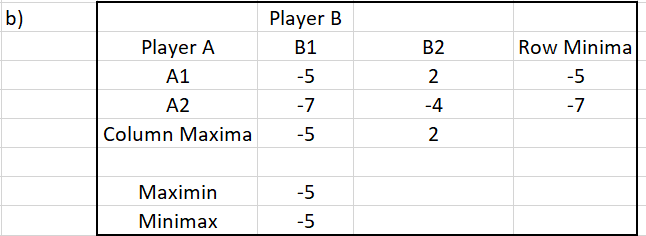 b) Player B
Player A B1 B2 Row Minima
A1 -5 2 -5
A2 -7 -4 -7
Column Maxima -5 2
Maximin -5
Minimax -5